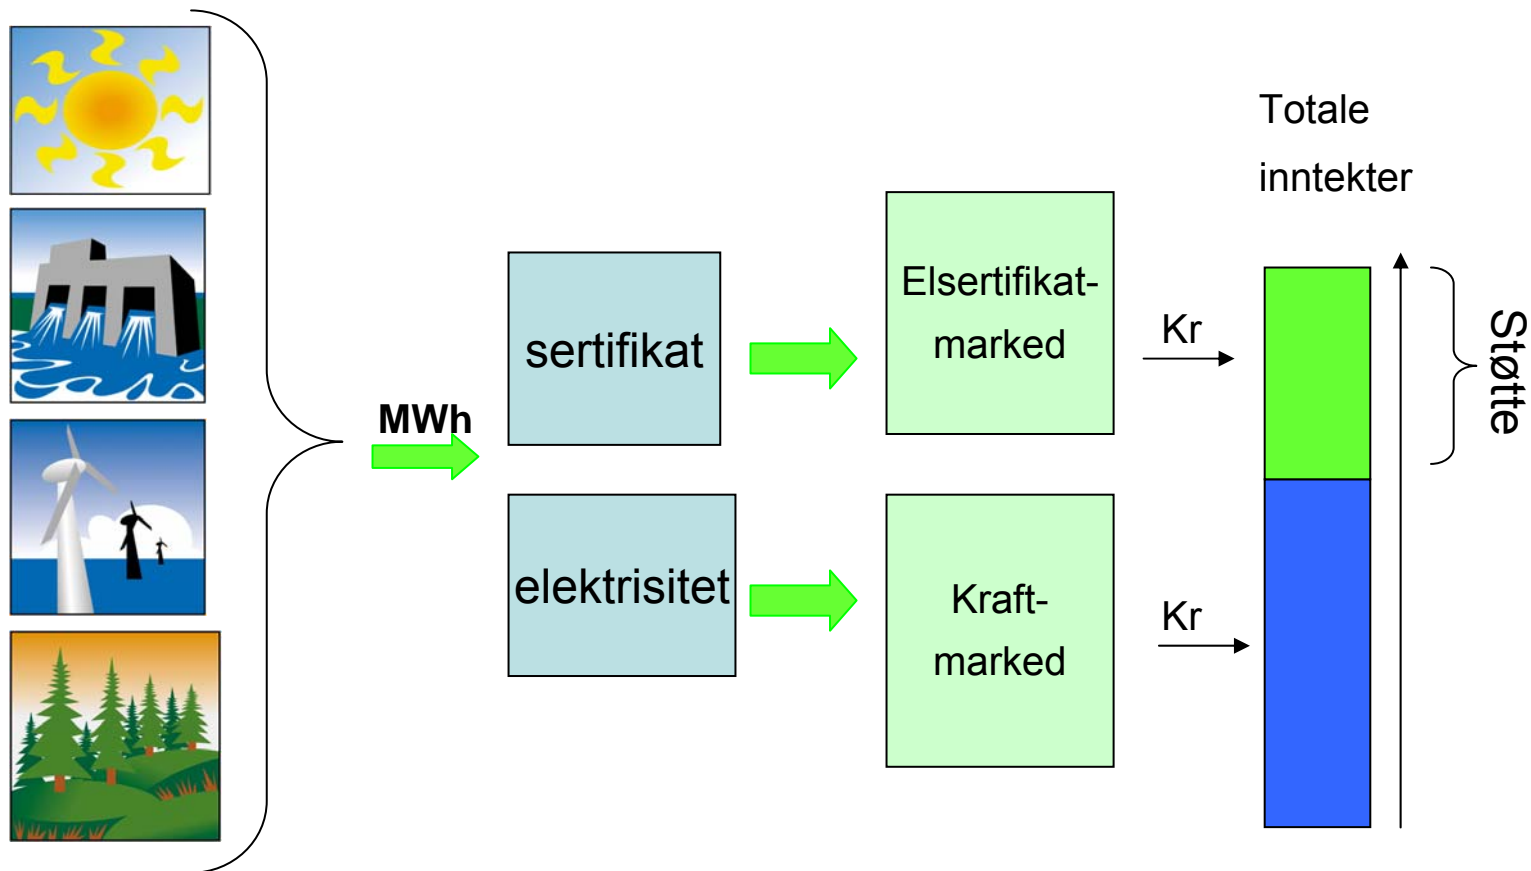 Totale
inntekter
MWh
sertifikat
Elsertifikat-
marked
Kr
Støtte
elektrisitet
Kraft-
marked
Kr